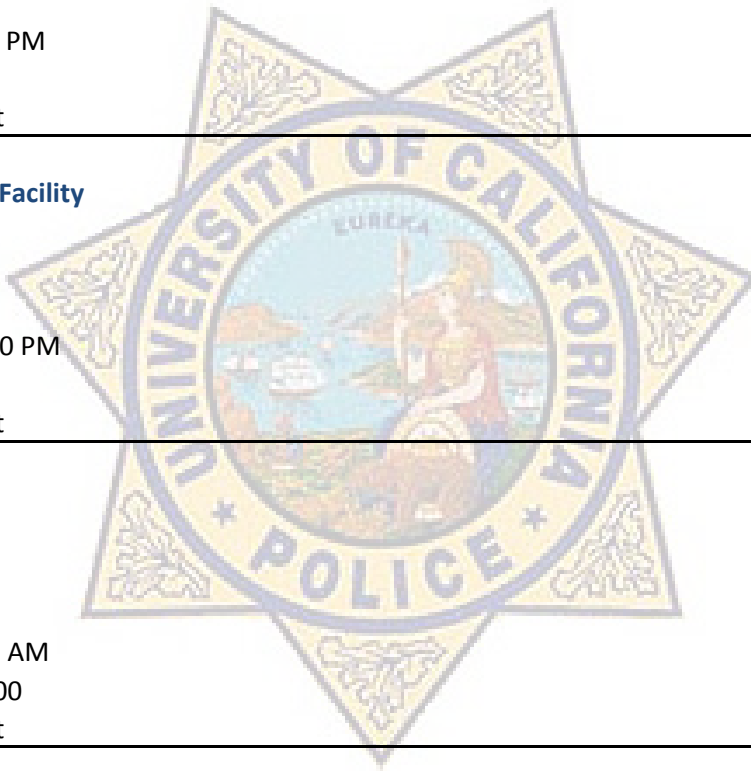 PM
t
Facility
UNIVERSITY OF CALIFORNIA
EUREKA
0 PM
t
* POLICE *
AM
00
t